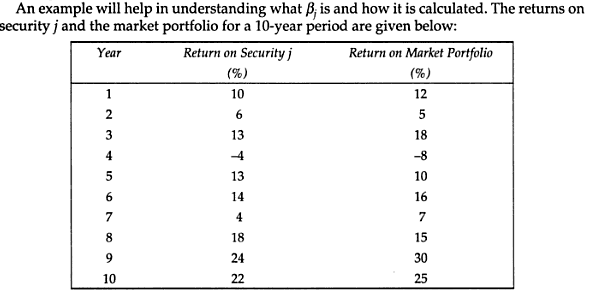 An example will help in understanding what βj is and how it is calculated. The returns on
security j and the market portfolio for a 10-year period are given below:
Year Return on Security j Return on Market Portfolio
(%) (%)
1 10 12
2 6 5
3 13 18
4 –4 –8
5 13 10
6 14 16
7 4 7
8 18 15
9 24 30
10 22 25